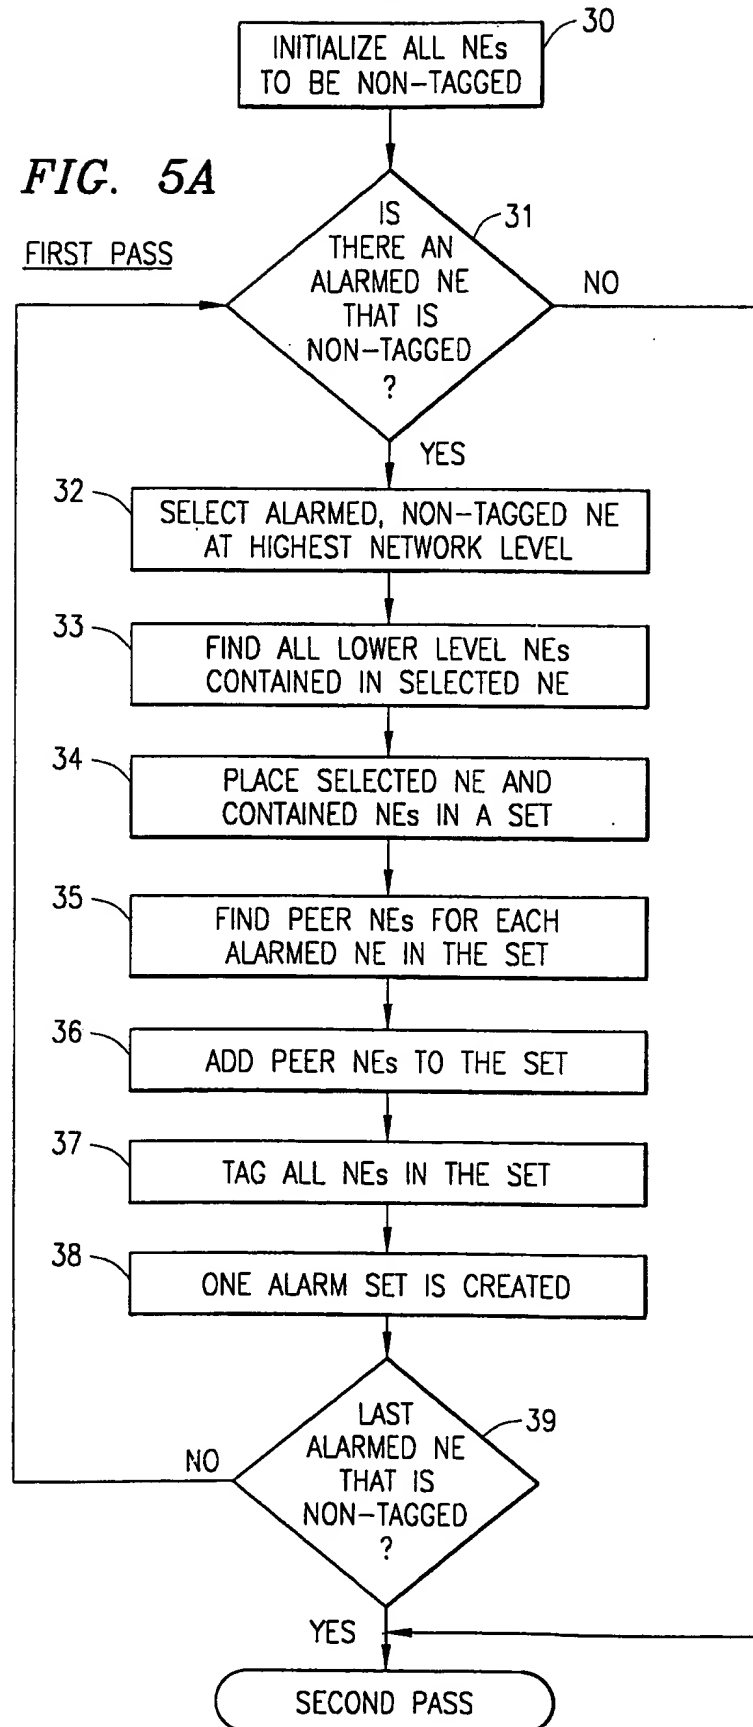 30
INITIALIZE ALL NEs
TO BE NON-TAGGED
FIG. 5A
FIRST PASS
31
IS
THERE AN
ALARMED NE
THAT IS
NON-TAGGED
?
NO
YES
32
SELECT ALARMED, NON-TAGGED NE
AT HIGHEST NETWORK LEVEL
33
FIND ALL LOWER LEVEL NEs
CONTAINED IN SELECTED NE
34
PLACE SELECTED NE AND
CONTAINED NEs IN A SET
35
FIND PEER NEs FOR EACH
ALARMED NE IN THE SET
36
ADD PEER NEs TO THE SET
37
TAG ALL NEs IN THE SET
38
ONE ALARM SET IS CREATED
39
LAST
ALARMED NE
THAT IS
NON-TAGGED
?
NO
YES
SECOND PASS